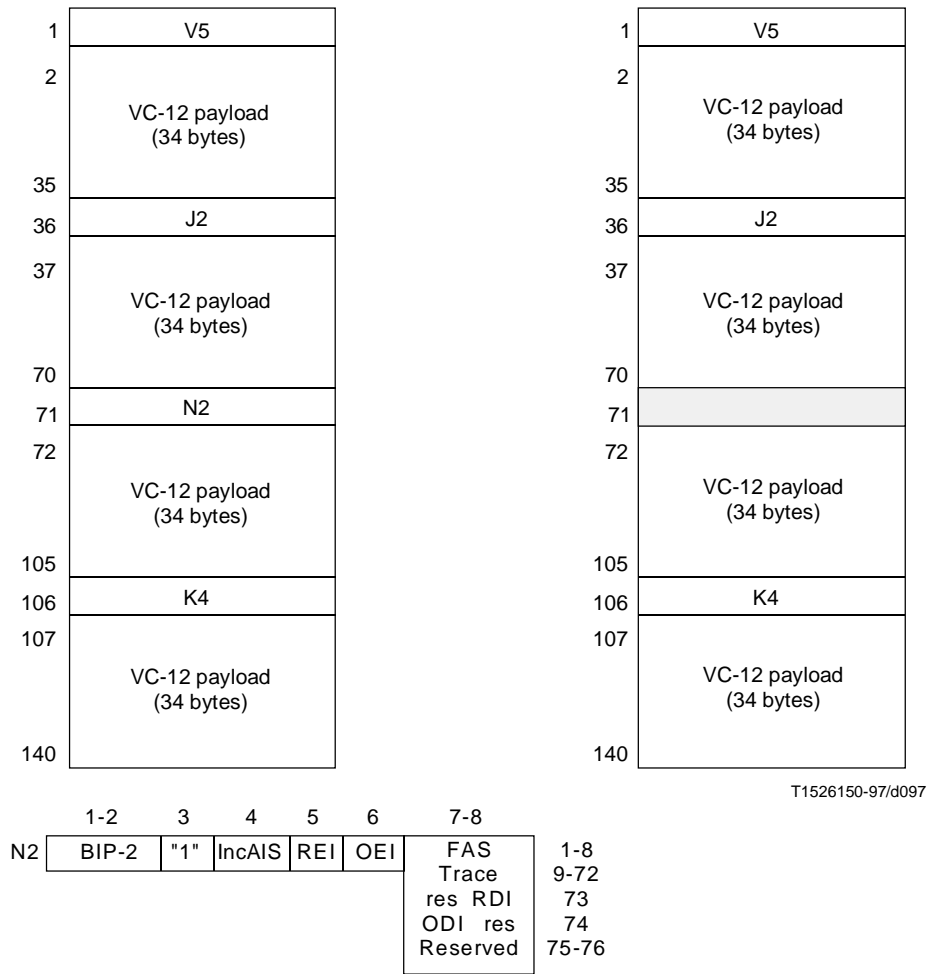 1 V5
2
VC-12 payload
(34 bytes)
35
36 J2
37
VC-12 payload
(34 bytes)
70
71 N2
72
VC-12 payload
(34 bytes)
105
106 K4
107
VC-12 payload
(34 bytes)
140
1 V5
2
VC-12 payload
(34 bytes)
35
36 J2
37
VC-12 payload
(34 bytes)
70
71
72
VC-12 payload
(34 bytes)
105
106 K4
107
VC-12 payload
(34 bytes)
140
T1526150-97/d097
1-2 3 4 5 6 7-8
N2 BIP-2 "1" IncAIS REI OEI FAS 1-8
Trace 9-72
res RDI 73
ODI res 74
Reserved 75-76